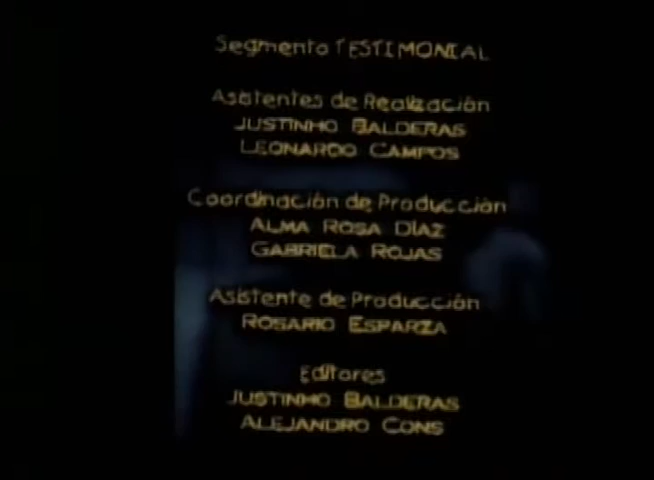 Segmento TESTIMONIAL
Asistentes de Realización
JUSTINHO BALDERAS
LEONARDO CAMPOS
Coordinación de Producción
ALMA ROSA DÍAZ
GABRIELA ROJAS
Asistente de Producción
ROSARIO ESPARZA
Editores
JUSTINHO BALDERAS
ALEJANDRO CONS